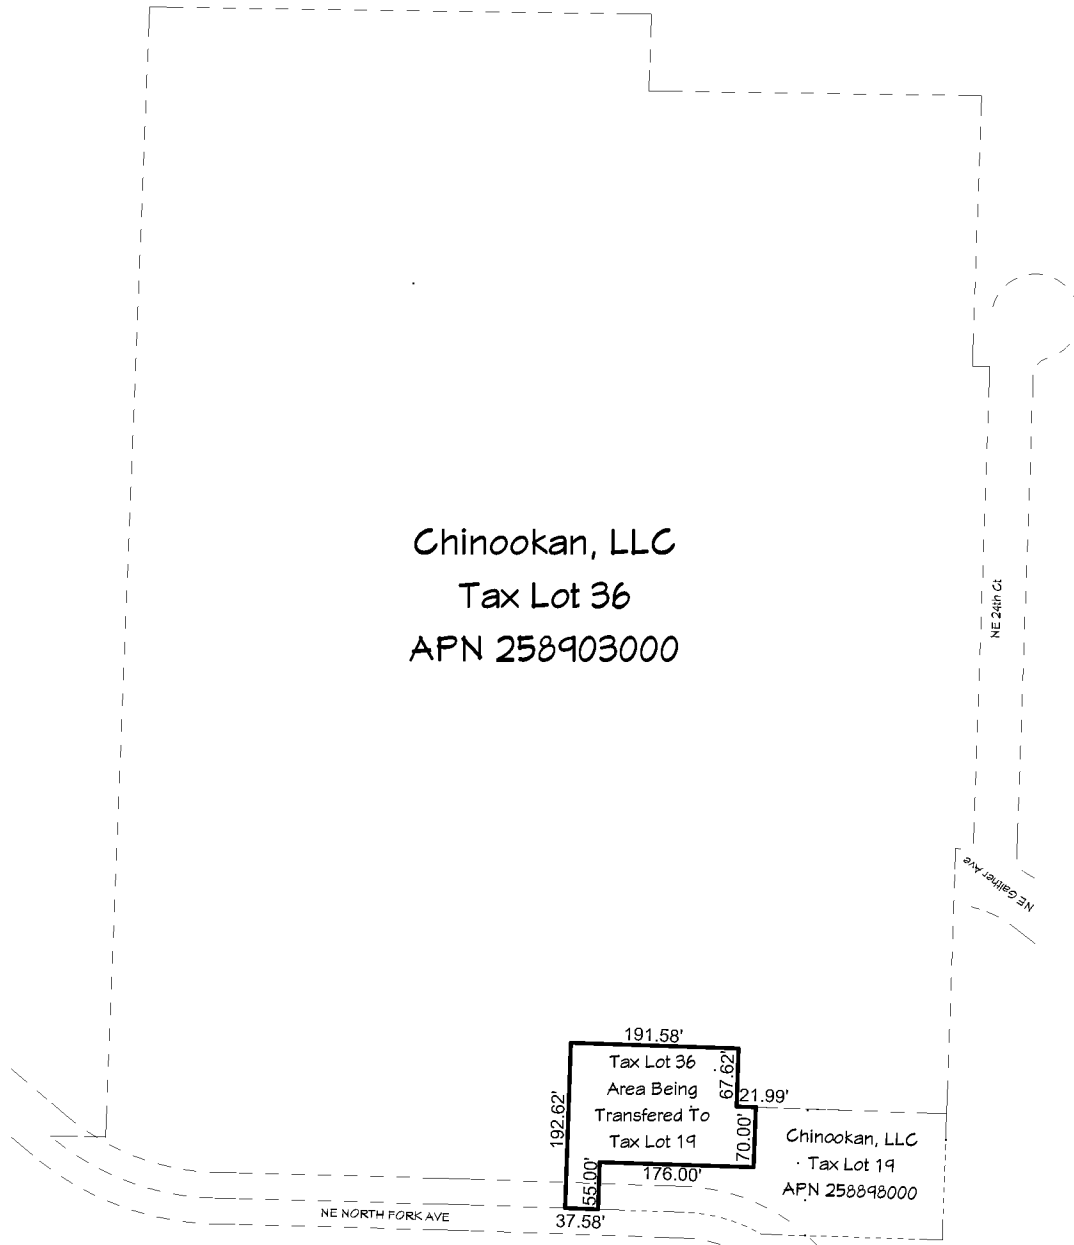 Chinookan, LLC
Tax Lot 36
APN 258903000
NE 24th Ct
NE Gaither Ave
191.58'
Tax Lot 36
Area Being
Transfered To
Tax Lot 19
67.62'
21.99'
192.62'
70.00'
176.00'
55.00'
37.58'
Chinookan, LLC
Tax Lot 19
APN 258898000
NE NORTH FORK AVE